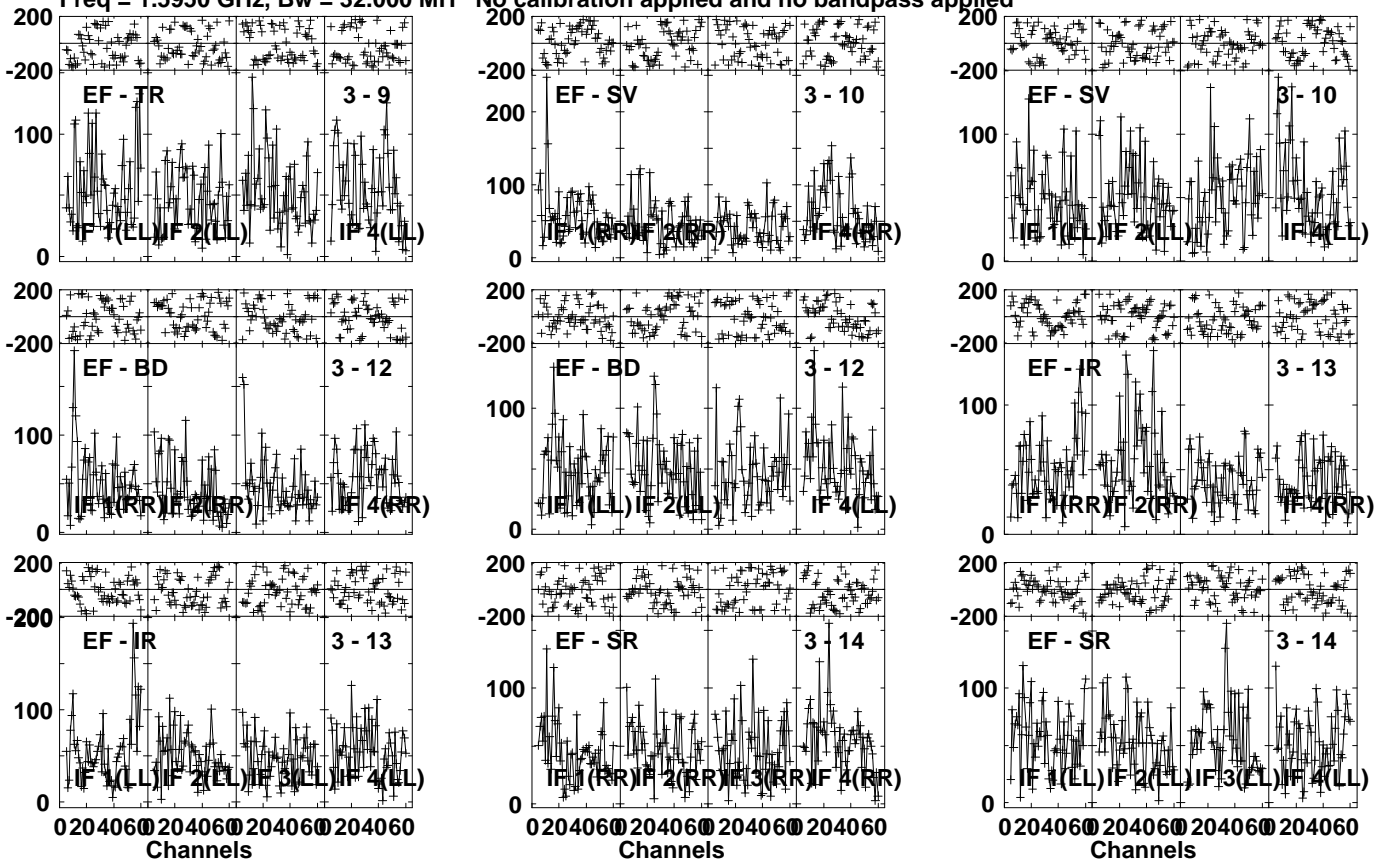 Freq = 1.5950 GHz, Bw = 32.000 MH No calibration applied and no bandpass applied
200
-200
EF - TR 3 - 9
100
0
IF 1(LL) IF 2(LL) IF 4(LL)
200
-200
EF - SV 3 - 10
200
100
0
IF 1(RR) IF 2(RR) IF 4(RR)
200
-200
EF - SV 3 - 10
100
0
IF 1(LL) IF 2(LL) IF 4(LL)
200
-200
EF - BD 3 - 12
100
0
IF 1(RR) IF 2(RR) IF 4(RR)
200
-200
EF - BD 3 - 12
100
0
IF 1(LL) IF 2(LL) IF 4(LL)
200
-200
EF - IR 3 - 13
100
0
IF 1(RR) IF 2(RR) IF 4(RR)
200
-200
200
EF - IR 3 - 13
100
0
IF 1(LL) IF 2(LL) IF 3(LL) IF 4(LL)
0 20 40 60 0 20 40 60 0 20 40 60 0 20 40 60
Channels
200
-200
EF - SR 3 - 14
100
0
IF 1(RR) IF 2(RR) IF 3(RR) IF 4(RR)
0 20 40 60 0 20 40 60 0 20 40 60 0 20 40 60
Channels
200
-200
EF - SR 3 - 14
100
0
IF 1(LL) IF 2(LL) IF 3(LL) IF 4(LL)
0 20 40 60 0 20 40 60 0 20 40 60 0 20 40 60
Channels